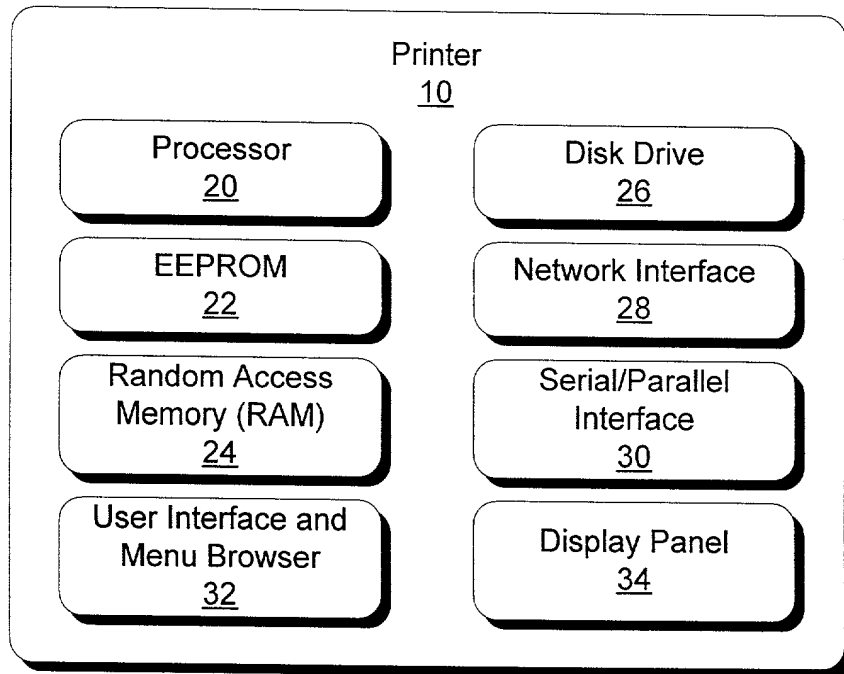 Printer
10
Processor
20
Disk Drive
26
EEPROM
22
Network Interface
28
Random Access
Memory (RAM)
24
Serial/Parallel
Interface
30
User Interface and
Menu Browser
32
Display Panel
34